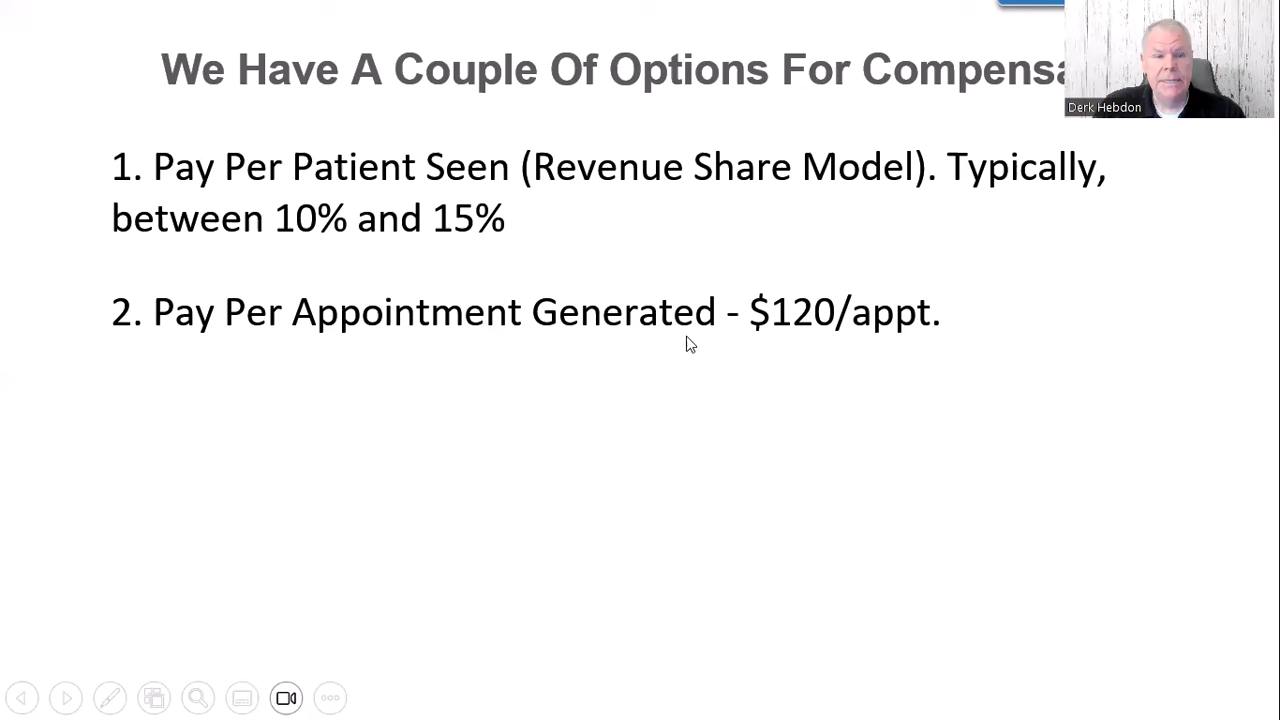 We Have A Couple Of Options For Compensa
Derk Hebdon
1. Pay Per Patient Seen (Revenue Share Model). Typically,
between 10% and 15%
2. Pay Per Appointment Generated - $120/appt.